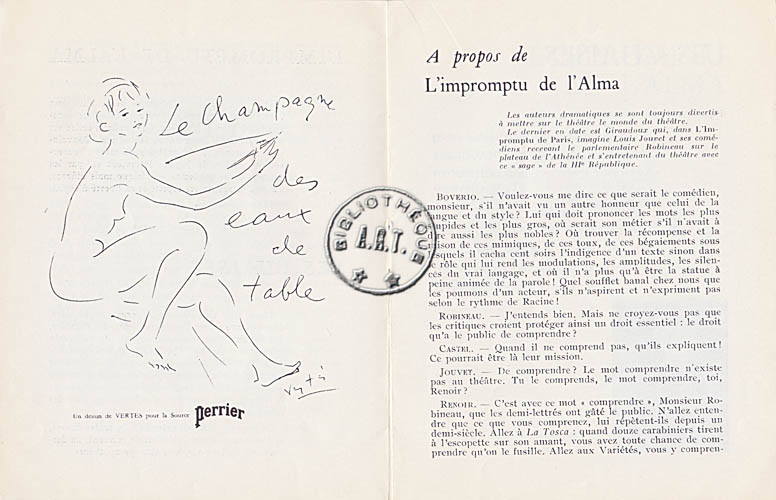 Le Champagne
des
eaux
de
table
Vertès
Un dessin de VERTES pour la Source perrier
BIBLIOTHÈQUE
A.R.T.
A propos de
L'impromptu de l'Alma
Les auteurs dramatiques se sont toujours divertis
à mettre sur le théâtre le monde du théâtre.
Le dernier en date est Giraudoux qui, dans L'Im-
promptu de Paris, imagine Louis Jouvet et ses comé-
diens recevant le parlementaire Robineau sur le
plateau de l'Athénée et s'entretenant du théâtre avec
ce « sage » de la IIIe République.
BOVERIO. — Voulez-vous me dire ce que serait le comédien,
monsieur, s'il n'avait vu un autre honneur que celui de la
langue et du style ? Lui qui doit prononcer les mots les plus
stupides et les plus gros, où serait son métier s'il n'avait à
dire aussi les plus nobles ? Où trouver la récompense et la
raison de ces mimiques, de ces toux, de ces bégaiements sous
lesquels il cacha cent soirs l'indigence d'un texte sinon dans
le rôle qui lui rend les modulations, les amplitudes, les silen-
ces du vrai langage, et où il n'a plus qu'à être la statue à
peine animée de la parole ! Quel soufflet banal chez nous que
les poumons d'un acteur, s'ils n'aspirent et n'expriment pas
selon le rythme de Racine !
ROBINEAU. — J'entends bien. Mais ne croyez-vous pas que
les critiques croient protéger ainsi un droit essentiel : le droit
qu'a le public de comprendre ?
CASTEL. — Quand il ne comprend pas, qu'ils expliquent !
Ce pourrait être là leur mission.
JOUVET. — De comprendre ? Le mot comprendre n'existe
pas au théâtre. Tu le comprends, le mot comprendre, toi,
Renoir ?
RENOIR. — C'est avec ce mot « comprendre », Monsieur Ro-
bineau, que les demi-lettrés ont gâté le public. N'allez enten-
dre que ce que vous comprenez, lui répètent-ils depuis un
demi-siècle. Allez à La Tosca : quand douze carabiniers tirent
à l'escopette sur son amant, vous avez toute chance de com-
prendre qu'on le fusille. Allez aux Variétés, vous y compren-